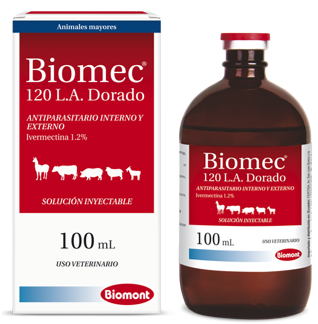 Animales mayores
Biomec®
120 L.A. Dorado
ANTIPARASITARIO INTERNO Y
EXTERNO
Ivermectina 1.2%
SOLUCIÓN INYECTABLE
100 mL
USO VETERINARIO
Biomont
Biomec®
120 L.A. Dorado
ANTIPARASITARIO INTERNO Y EXTERNO
Ivermectina 1.2%
SOLUCIÓN INYECTABLE
100 mL
USO VETERINARIO
Biomont